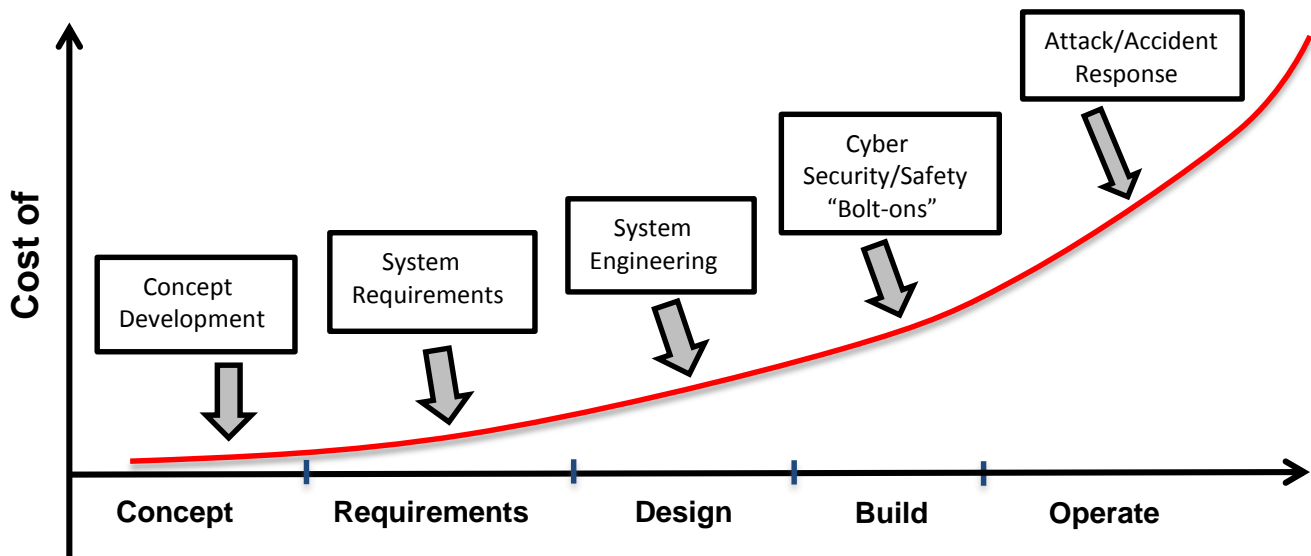 Cost of
Concept
Development
System
Requirements
System
Engineering
Cyber
Security/Safety
“Bolt-ons”
Attack/Accident
Response
Concept
Requirements
Design
Build
Operate